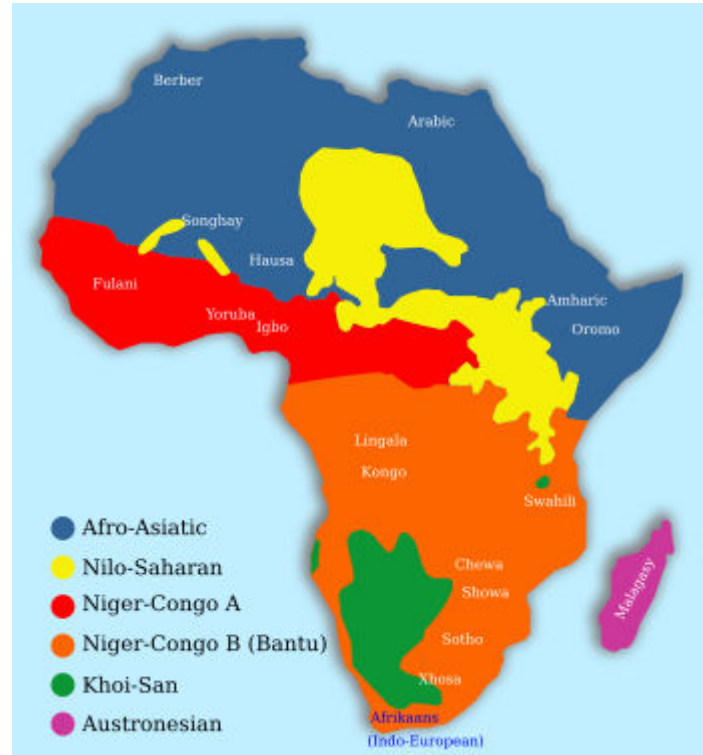 Berber
Arabic
Songhay
Hausa
Fulani
Amharic
Yoruba
Igbo
Oromo
Lingala
Kongo
Swahili
Chewa
Showa
Malagasy
Sotho
Xhosa
Afrikaans
(Indo-European)
Afro-Asiatic
Nilo-Saharan
Niger-Congo A
Niger-Congo B (Bantu)
Khoi-San
Austronesian